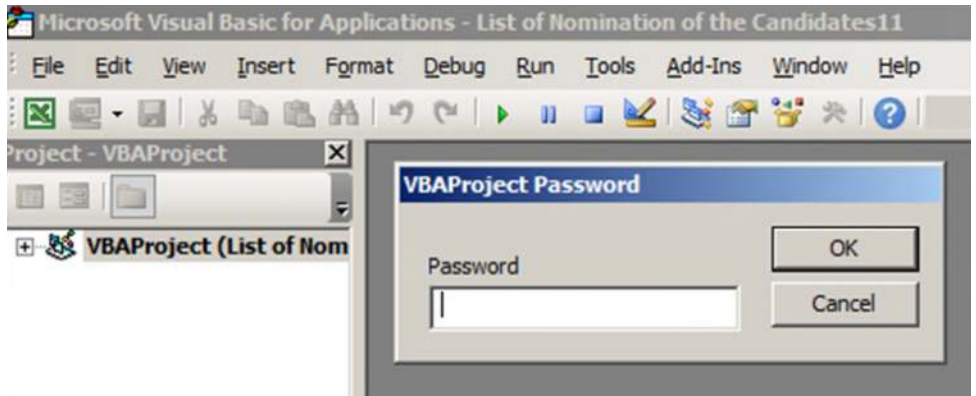 Microsoft Visual Basic for Applications - List of Nomination of the Candidates11
File Edit View Insert Format Debug Run Tools Add-Ins Window Help
Project - VBAProject
VBAProject (List of Nom
VBAProject Password
Password
OK
Cancel